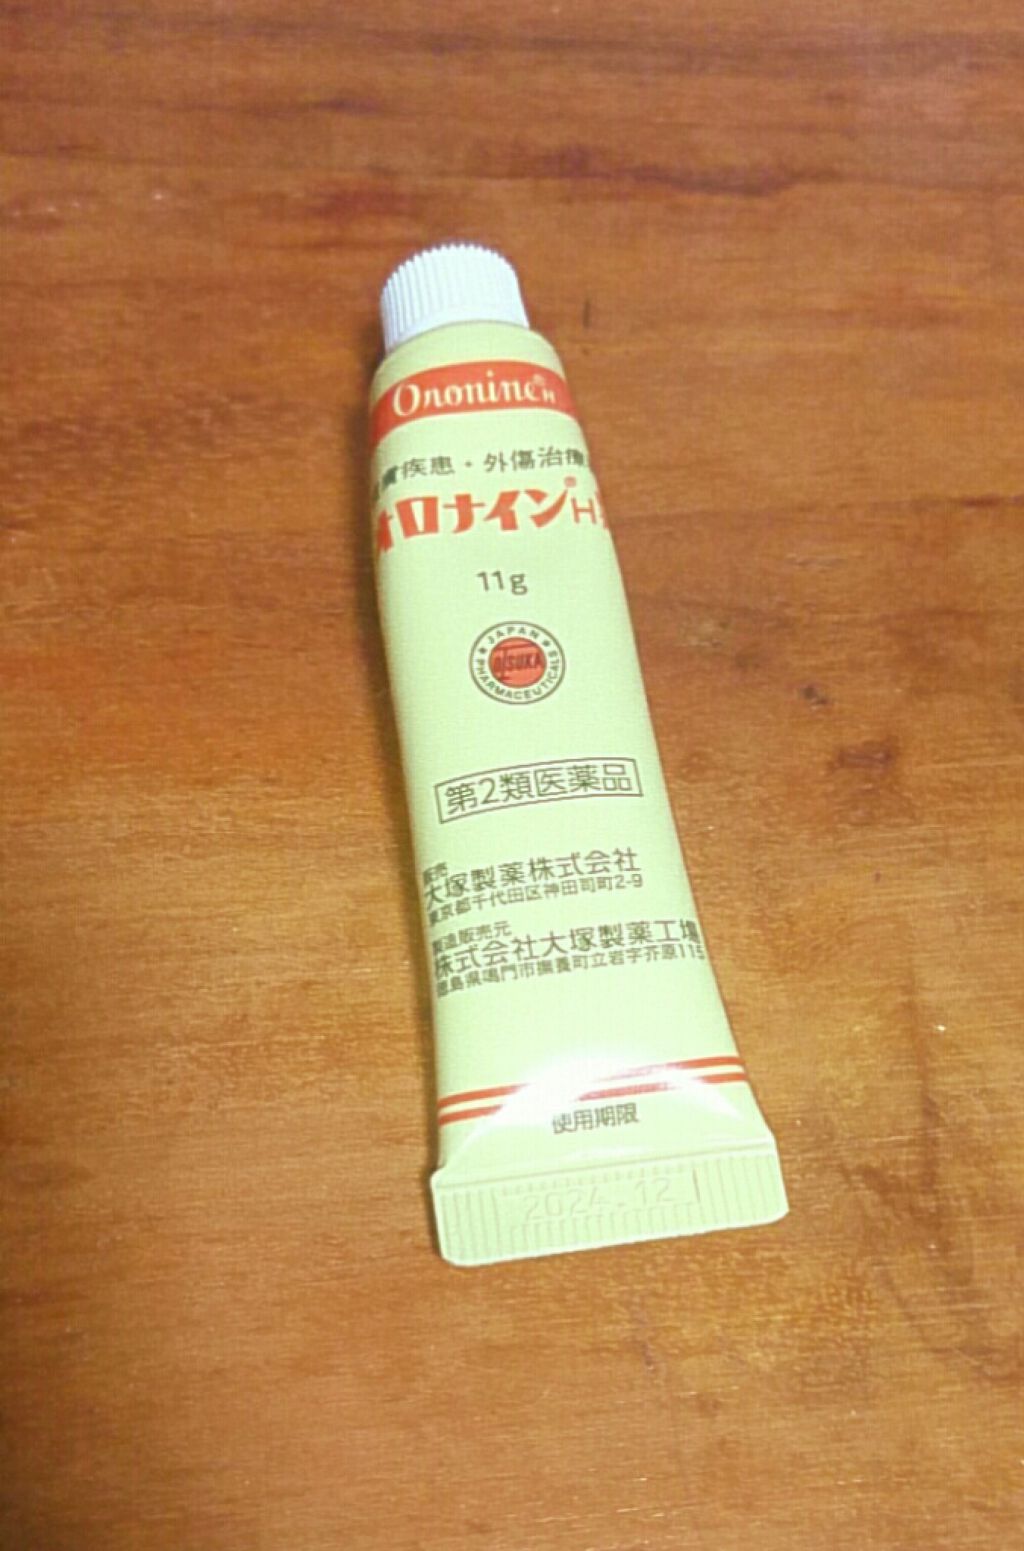 Ononine®H
膚疾患・外傷治療
オロナイン®H
11g
★ JAPAN ★ PHARMACEUTICALS
OTSUKA
第2類医薬品
販売
大塚製薬株式会社
東京都千代田区神田司町2-9
製造販売元
株式会社大塚製薬工場
徳島県鳴門市撫養町立岩字芥原115
使用期限
2024.12